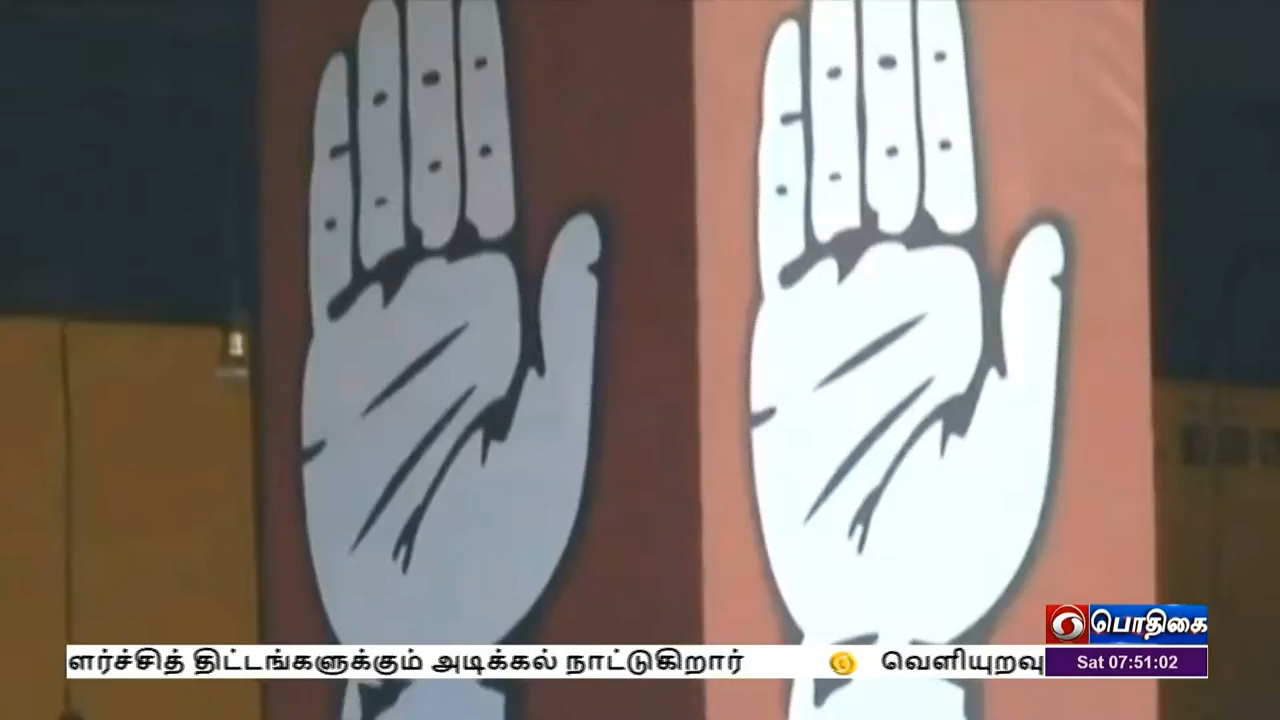 பொதிகை
Sat 07:51:02
ளர்ச்சித் திட்டங்களுக்கும் அடிக்கல் நாட்டுகிறார் வெளியுறவு